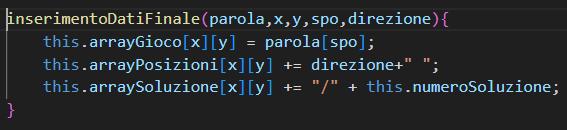 inserimentoDatiFinale(parola,x,y,spo,direzione){
    this.arrayGioco[x][y] = parola[spo];
    this.arrayPosizioni[x][y] += direzione+" ";
    this.arraySoluzione[x][y] += "/" + this.numeroSoluzione;
}